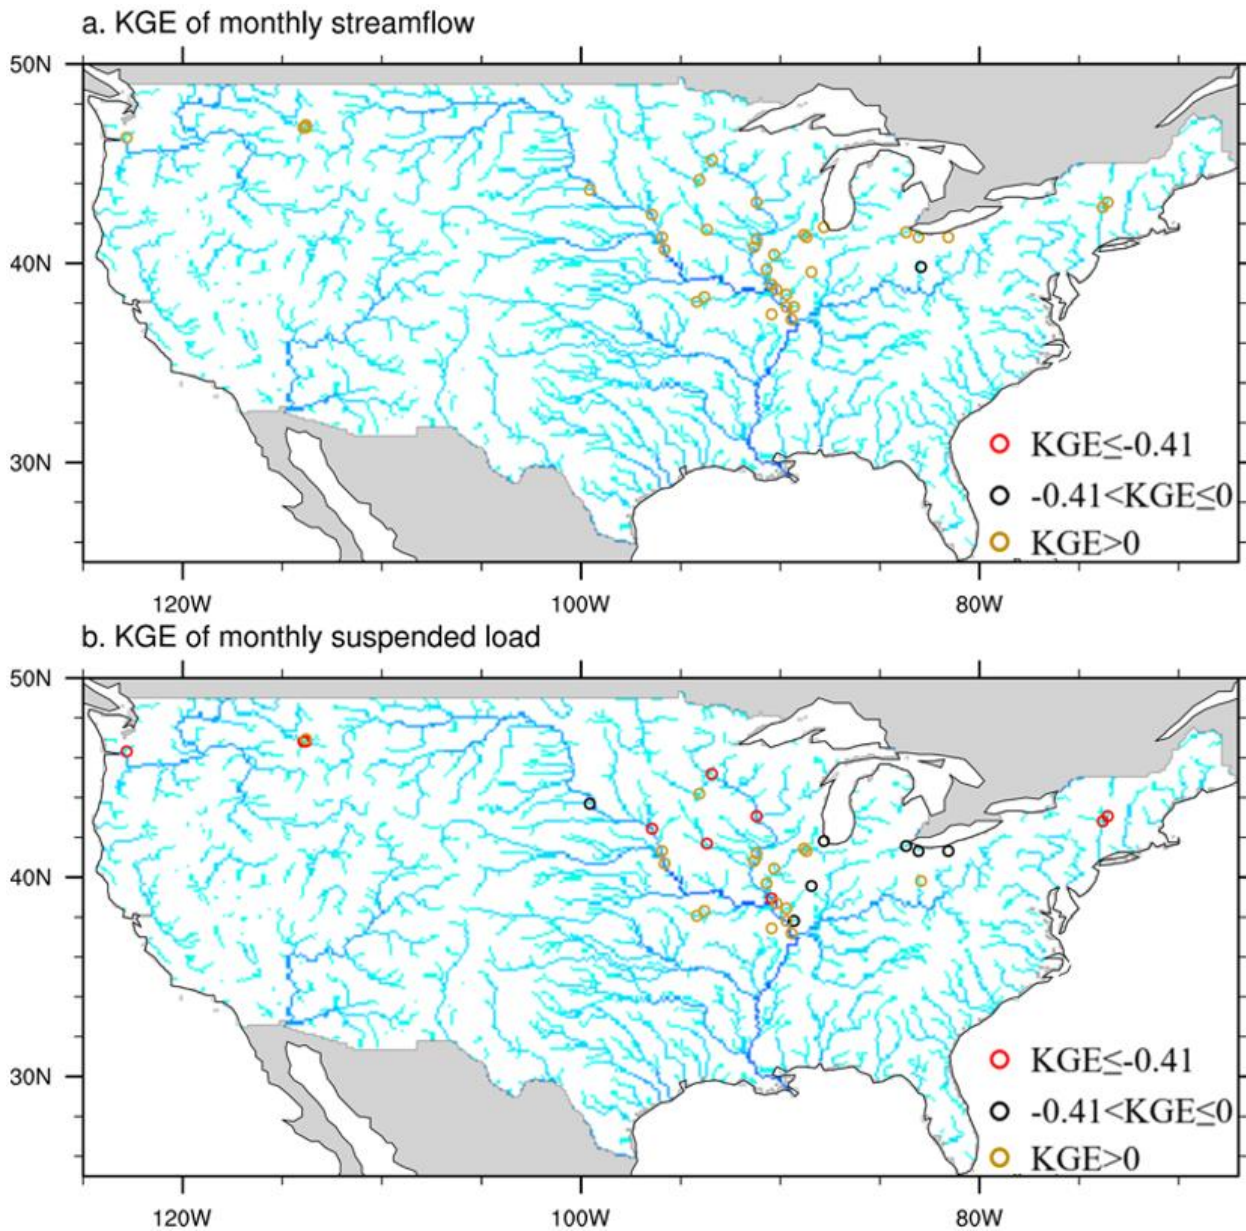 a. KGE of monthly streamflow
50N
40N
30N
KGE≤-0.41
-0.41<KGE≤0
KGE>0
120W 100W 80W
b. KGE of monthly suspended load
50N
40N
30N
KGE≤-0.41
-0.41<KGE≤0
KGE>0
120W 100W 80W